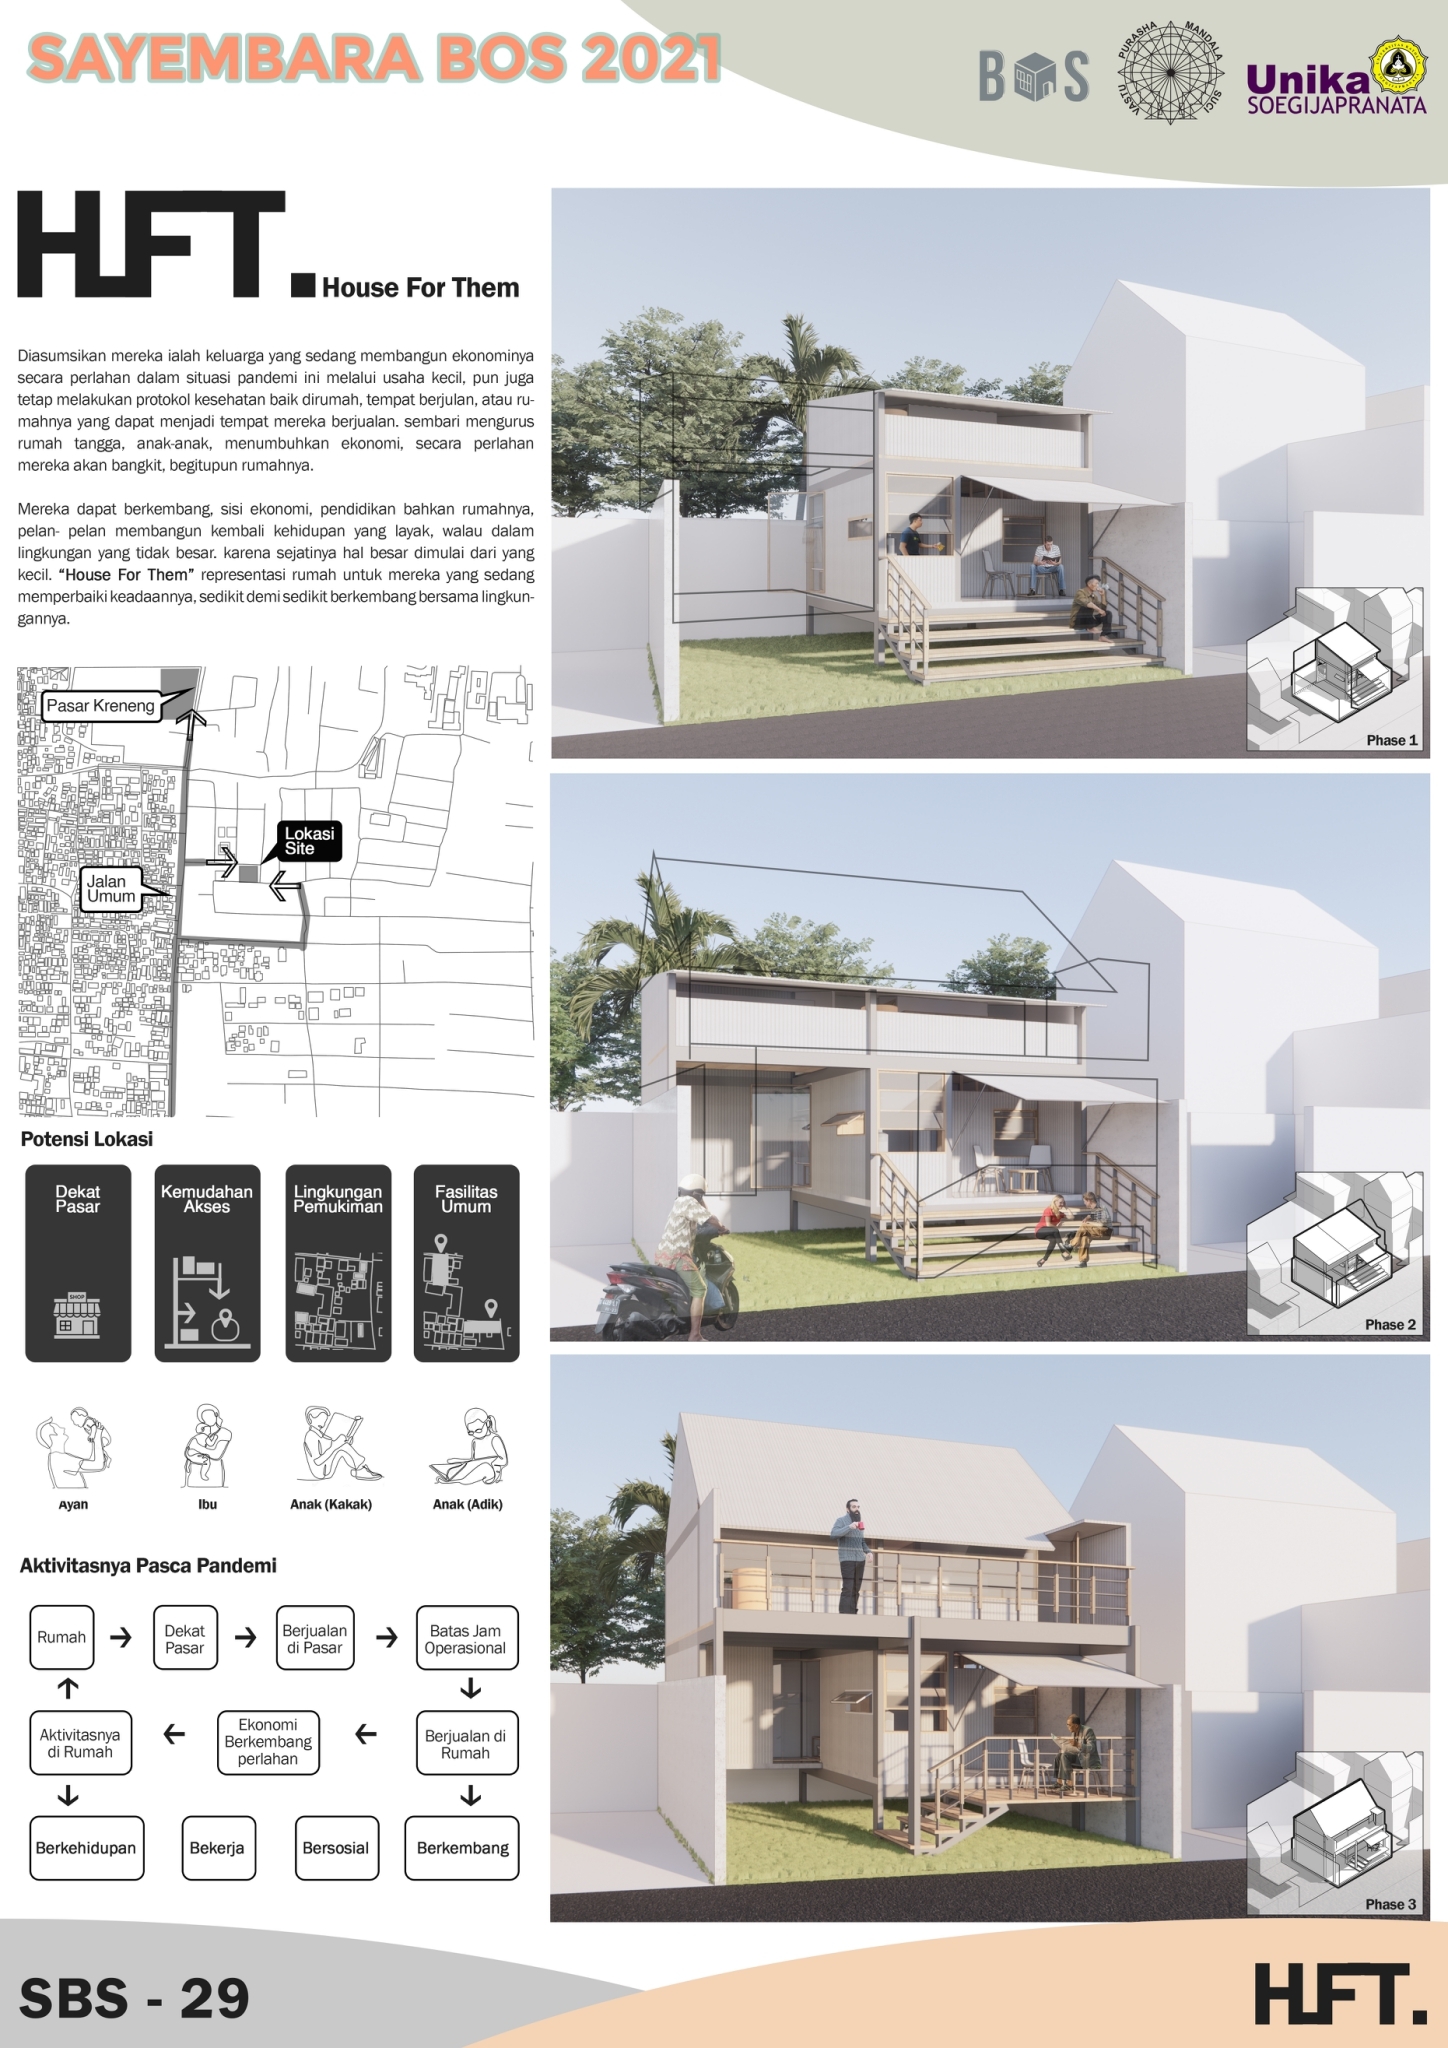 SAYEMBARA BOS 2021
BOS
VASTU PURASHA MANDALA SUCI
Unika
SOEGIJAPRANATA
HFT.
House For Them
Diasumsikan mereka ialah keluarga yang sedang membangun ekonominya
secara perlahan dalam situasi pandemi ini melalui usaha kecil, pun juga
tetap melakukan protokol kesehatan baik dirumah, tempat berjulan, atau ru-
mahnya yang dapat menjadi tempat mereka berjualan. sembari mengurus
rumah tangga, anak-anak, menumbuhkan ekonomi, secara perlahan
mereka akan bangkit, begitupun rumahnya.
Mereka dapat berkembang, sisi ekonomi, pendidikan bahkan rumahnya,
pelan- pelan membangun kembali kehidupan yang layak, walau dalam
lingkungan yang tidak besar. karena sejatinya hal besar dimulai dari yang
kecil. “House For Them” representasi rumah untuk mereka yang sedang
memperbaiki keadaannya, sedikit demi sedikit berkembang bersama lingkun-
gannya.
Pasar Kreneng
Lokasi
Site
Jalan
Umum
Potensi Lokasi
Dekat
Pasar
SHOP
Kemudahan
Akses
Lingkungan
Pemukiman
Fasilitas
Umum
Ayan
Ibu
Anak (Kakak)
Anak (Adik)
Aktivitasnya Pasca Pandemi
Rumah
Dekat
Pasar
Berjualan
di Pasar
Batas Jam
Operasional
Aktivitasnya
di Rumah
Ekonomi
Berkembang
perlahan
Berjualan di
Rumah
Berkehidupan
Bekerja
Bersosial
Berkembang
Phase 1
Phase 2
Phase 3
SBS - 29
HFT.